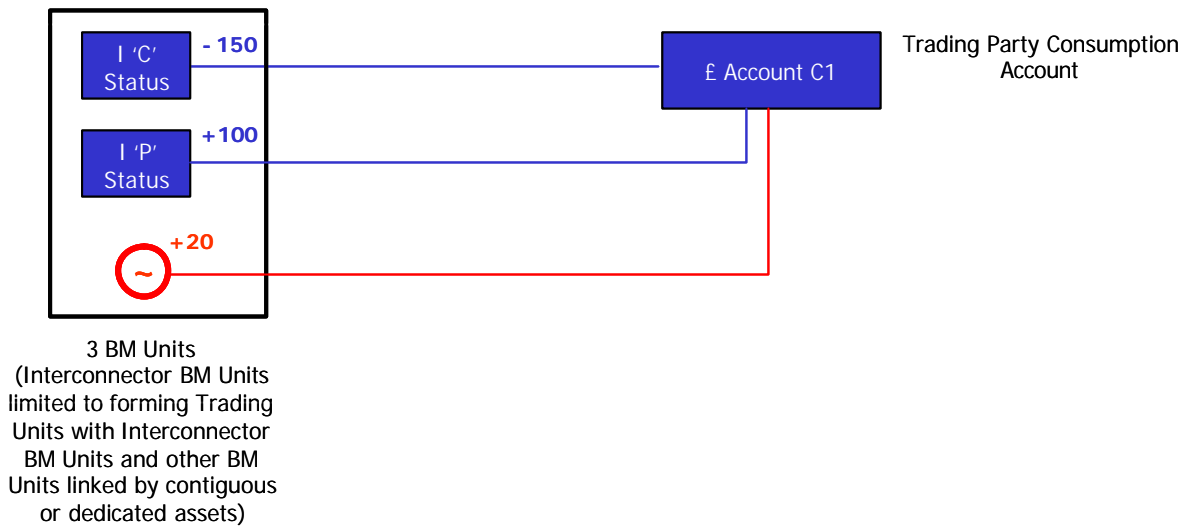 I ‘C’
Status
- 150
£ Account C1
Trading Party Consumption
Account
I ‘P’
Status
+100
+20
~
3 BM Units
(Interconnector BM Units
limited to forming Trading
Units with Interconnector
BM Units and other BM
Units linked by contiguous
or dedicated assets)